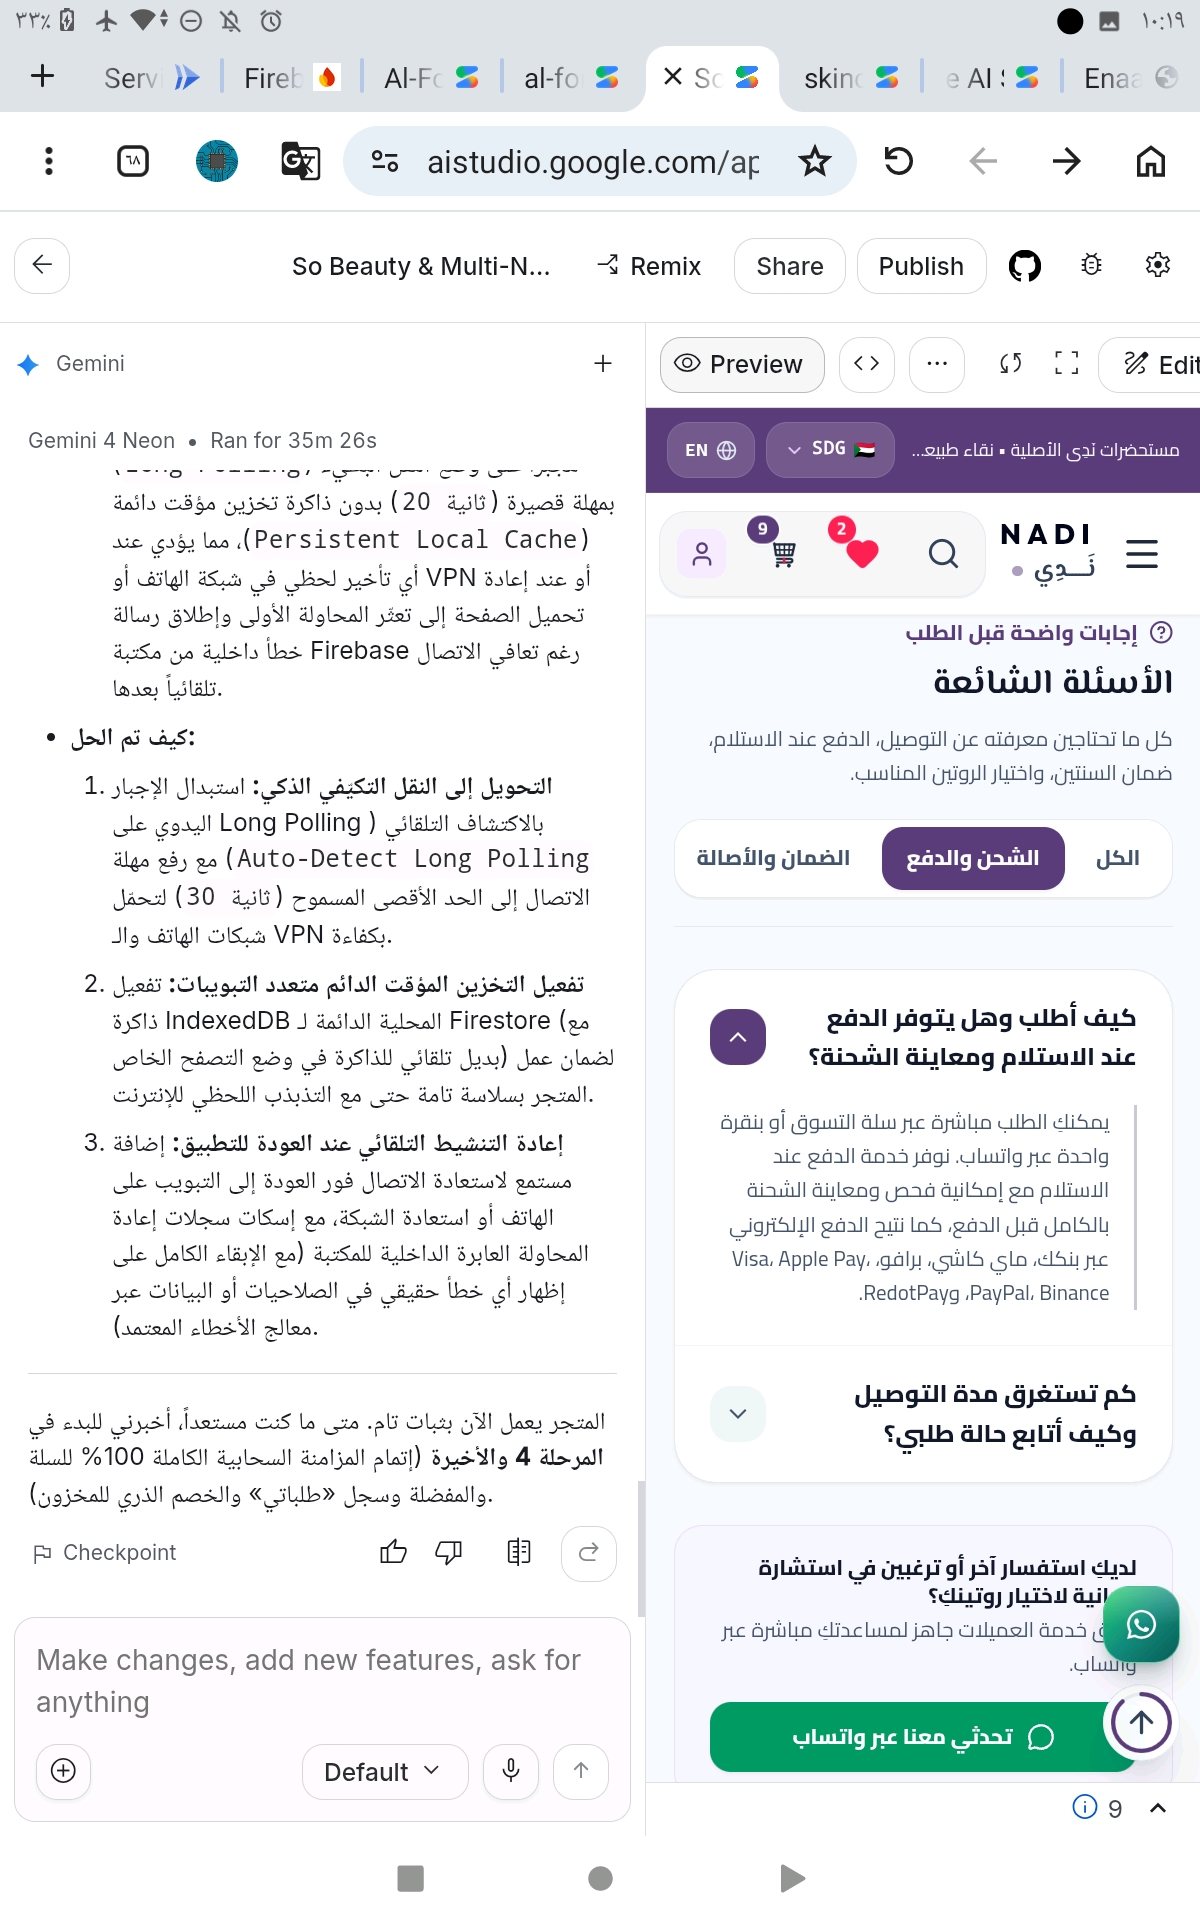 ٣٣٪
١٠:١٩
Servi
Fireb
Al-Fo
al-fo
So
skinc
e AI S
Enaa
٦٨
aistudio.google.com/ap
So Beauty & Multi-N...
Remix
Share
Publish
Gemini
Gemini 4 Neon • Ran for 35m 26s
بمهلة قصيرة (20 ثانية) بدون ذاكرة تخزين مؤقت دائمة
(Persistent Local Cache)، مما يؤدي عند
أي تأخير لحظي في شبكة الهاتف أو VPN أو عند إعادة
تحميل الصفحة إلى تعثّر المحاولة الأولى وإطلاق رسالة
خطأ داخلية من مكتبة Firebase رغم تعافي الاتصال
تلقائياً بعدها.
• كيف تم الحل:
1. التحويل إلى النقل التكيّفي الذكي: استبدال الإجبار
اليدوي على Long Polling بالاكتشاف التلقائي (
Auto-Detect Long Polling) مع رفع مهلة
الاتصال إلى الحد الأقصى المسموح (30 ثانية) لتحمّل
شبكات الهاتف والـ VPN بكفاءة.
2. تفعيل التخزين المؤقت الدائم متعدد التبويبات: تفعيل
ذاكرة IndexedDB المحلية الدائمة لـ Firestore (مع
بديل تلقائي للذاكرة في وضع التصفح الخاص) لضمان عمل
المتجر بسلاسة تامة حتى مع التذبذب اللحظي للإنترنت.
3. إعادة التنشيط التلقائي عند العودة للتطبيق: إضافة
مستمع لاستعادة الاتصال فور العودة إلى التبويب على
الهاتف أو استعادة الشبكة، مع إسكات سجلات إعادة
المحاولة العابرة الداخلية للمكتبة (مع الإبقاء الكامل على
إظهار أي خطأ حقيقي في الصلاحيات أو البيانات عبر
معالج الأخطاء المعتمد).
المتجر يعمل الآن بثبات تام. متى ما كنت مستعداً، أخبرني للبدء في
المرحلة 4 والأخيرة (إتمام المزامنة السحابية الكاملة 100% للسلة
والمفضلة وسجل «طلباتي» والخصم الذري للمخزون).
Checkpoint
Make changes, add new features, ask for
anything
Default
Preview
Edit
مستحضرات نَدِى الأصلية • نقاء طبيع...
SDG
EN
NADI
نَــدِي
2
9
إجابات واضحة قبل الطلب
الأسئلة الشائعة
كل ما تحتاجين معرفته عن التوصيل، الدفع عند الاستلام،
ضمان السنتين، واختيار الروتين المناسب.
الكل
الشحن والدفع
الضمان والأصالة
كيف أطلب وهل يتوفر الدفع
عند الاستلام ومعاينة الشحنة؟
يمكنكِ الطلب مباشرة عبر سلة التسوق أو بنقرة
واحدة عبر واتساب. نوفر خدمة الدفع عند
الاستلام مع إمكانية فحص ومعاينة الشحنة
بالكامل قبل الدفع، كما نتيح الدفع الإلكتروني
عبر بنكك، ماي كاشي، برافو، Visa، Apple Pay،
PayPal، Binance، وRedotPay.
كم تستغرق مدة التوصيل
وكيف أتابع حالة طلبي؟
لديكِ استفسار آخر أو ترغبين في استشارة
لاختيار روتينكِ؟
خدمة العميلات جاهز لمساعدتكِ مباشرة عبر
واتساب.
تحدثي معنا عبر واتساب
9